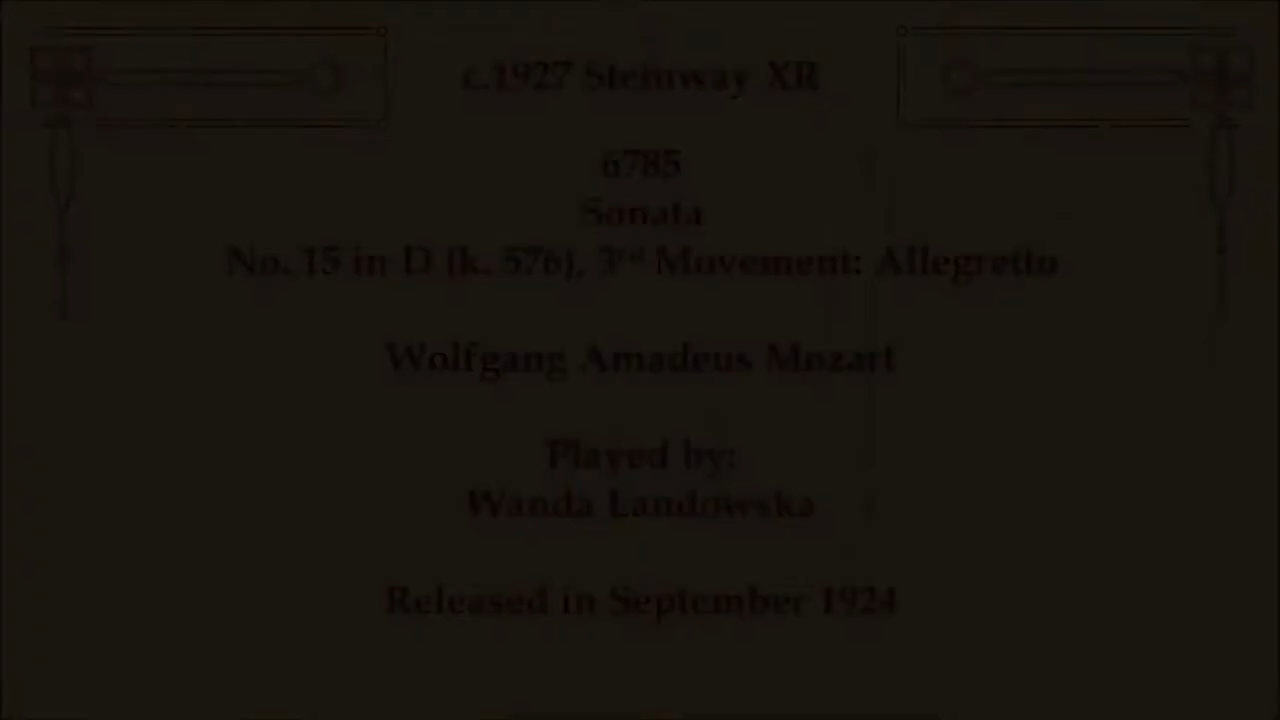 c.1927 Steinway XR
6785
Sonata
No. 15 in D (k. 576), 3rd Movement: Allegretto
Wolfgang Amadeus Mozart
Played by:
Wanda Landowska
Released in September 1924